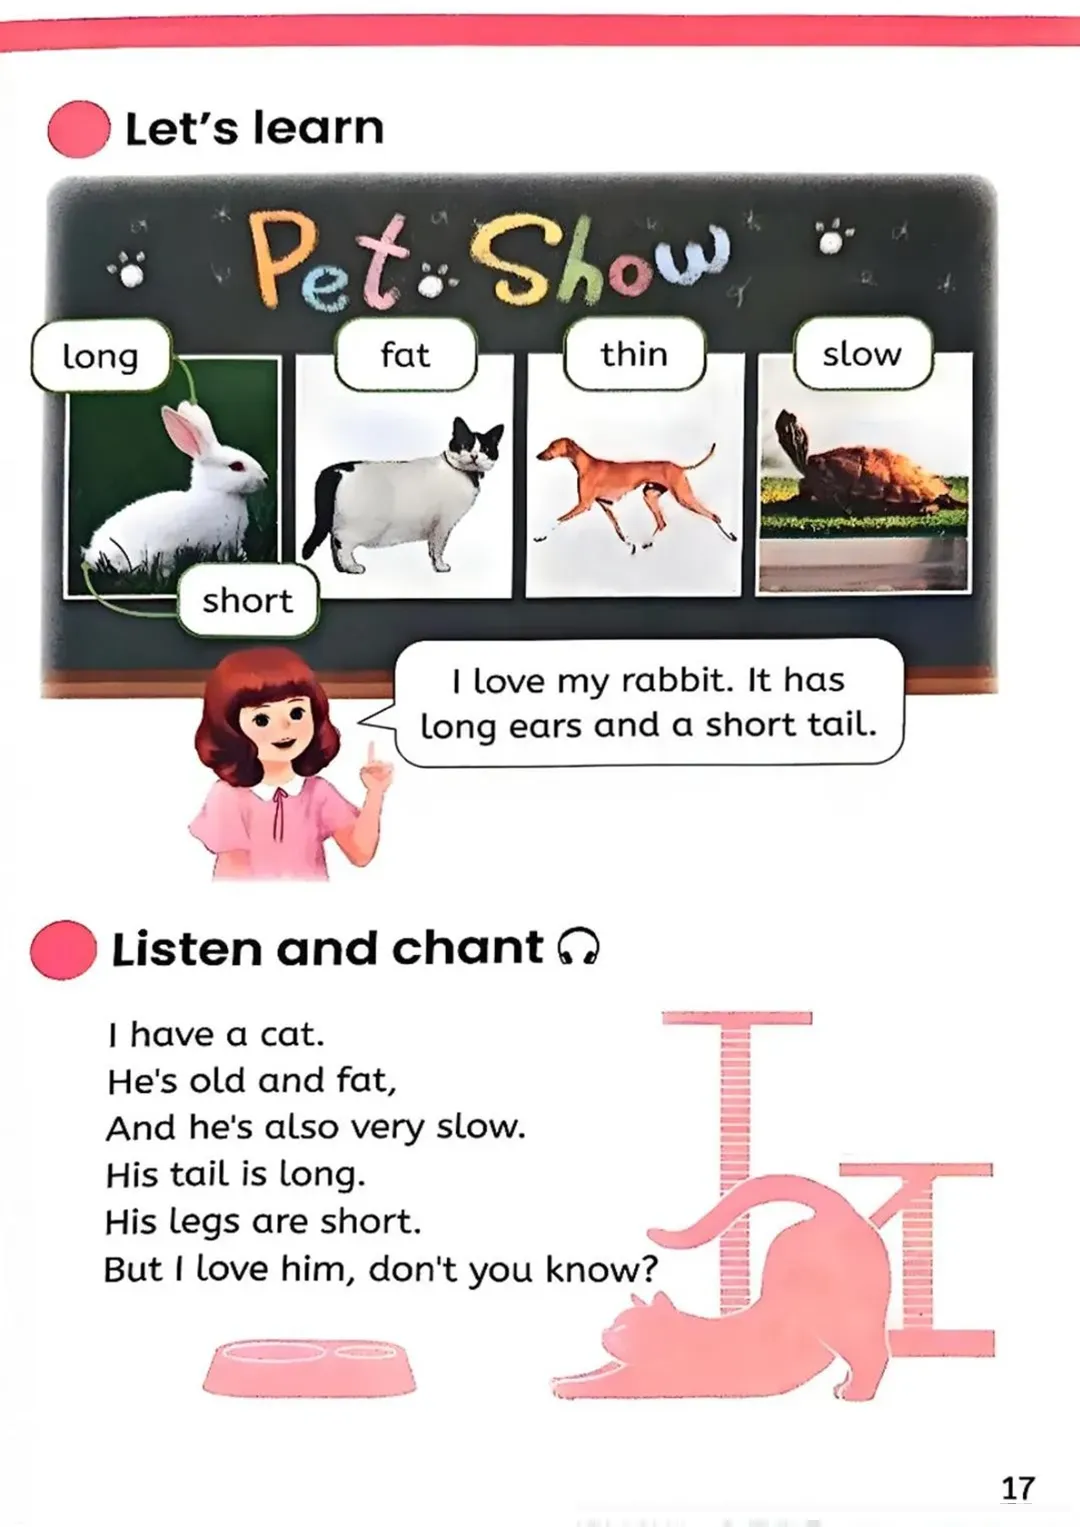 Let's learn
Pet Show
long
fat
thin
slow
short
I love my rabbit. It has
long ears and a short tail.
Listen and chant
I have a cat.
He's old and fat,
And he's also very slow.
His tail is long.
His legs are short.
But I love him, don't you know?
17